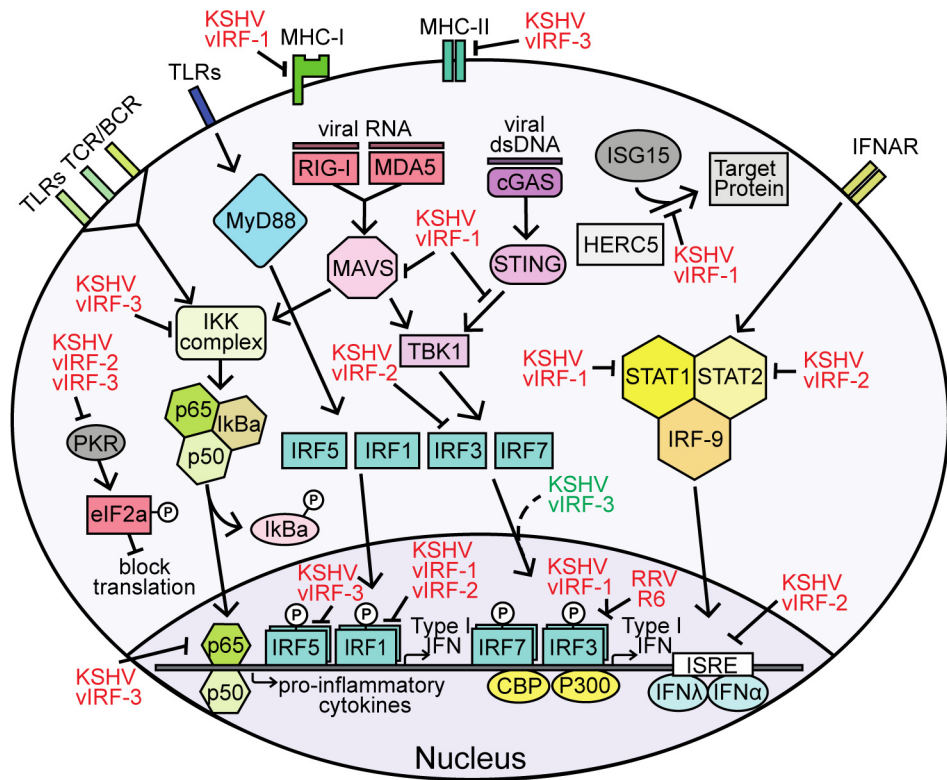 KSHV
vIRF-1
MHC-I
MHC-II
KSHV
vIRF-3
TLRs
TLRs TCR/BCR
viral RNA
RIG-I
MDA5
viral
dsDNA
cGAS
ISG15
Target
Protein
IFNAR
MyD88
HERC5
KSHV
vIRF-1
KSHV
vIRF-1
MAVS
STING
KSHV
vIRF-3
IKK
complex
TBK1
KSHV
vIRF-2
vIRF-3
KSHV
vIRF-2
KSHV
vIRF-1
STAT1
STAT2
KSHV
vIRF-2
p65
IkBa
p50
PKR
IRF-9
IRF5
IRF1
IRF3
IRF7
KSHV
vIRF-3
eIF2a
P
P
IkBa
block
translation
KSHV
vIRF-3
KSHV
vIRF-1
vIRF-2
KSHV
vIRF-1
RRV
R6
KSHV
vIRF-2
P
P
P
P
p65
IRF5
IRF1
Type I
IFN
IRF7
IRF3
Type I
IFN
ISRE
KSHV
vIRF-3
p50
pro-inflammatory
cytokines
CBP
P300
IFNλ
IFNα
Nucleus